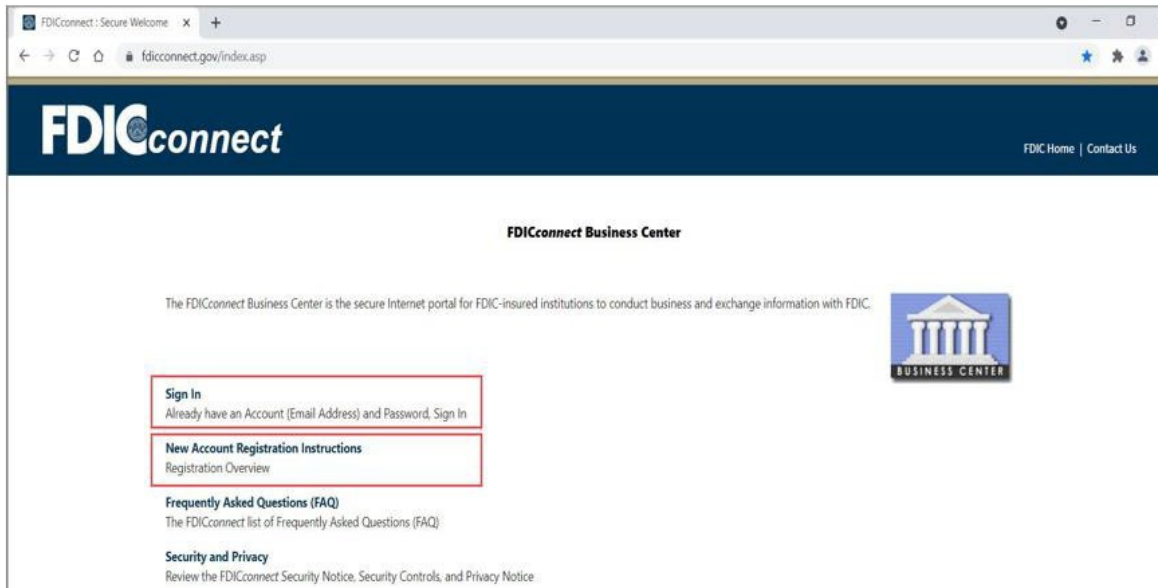 FDICconnect : Secure Welcome
fdicconnect.gov/index.asp
FDICconnect
FDIC Home | Contact Us
FDICconnect Business Center
The FDICconnect Business Center is the secure Internet portal for FDIC-insured institutions to conduct business and exchange information with FDIC.
BUSINESS CENTER
Sign In
Already have an Account (Email Address) and Password, Sign In
New Account Registration Instructions
Registration Overview
Frequently Asked Questions (FAQ)
The FDICconnect list of Frequently Asked Questions (FAQ)
Security and Privacy
Review the FDICconnect Security Notice, Security Controls, and Privacy Notice